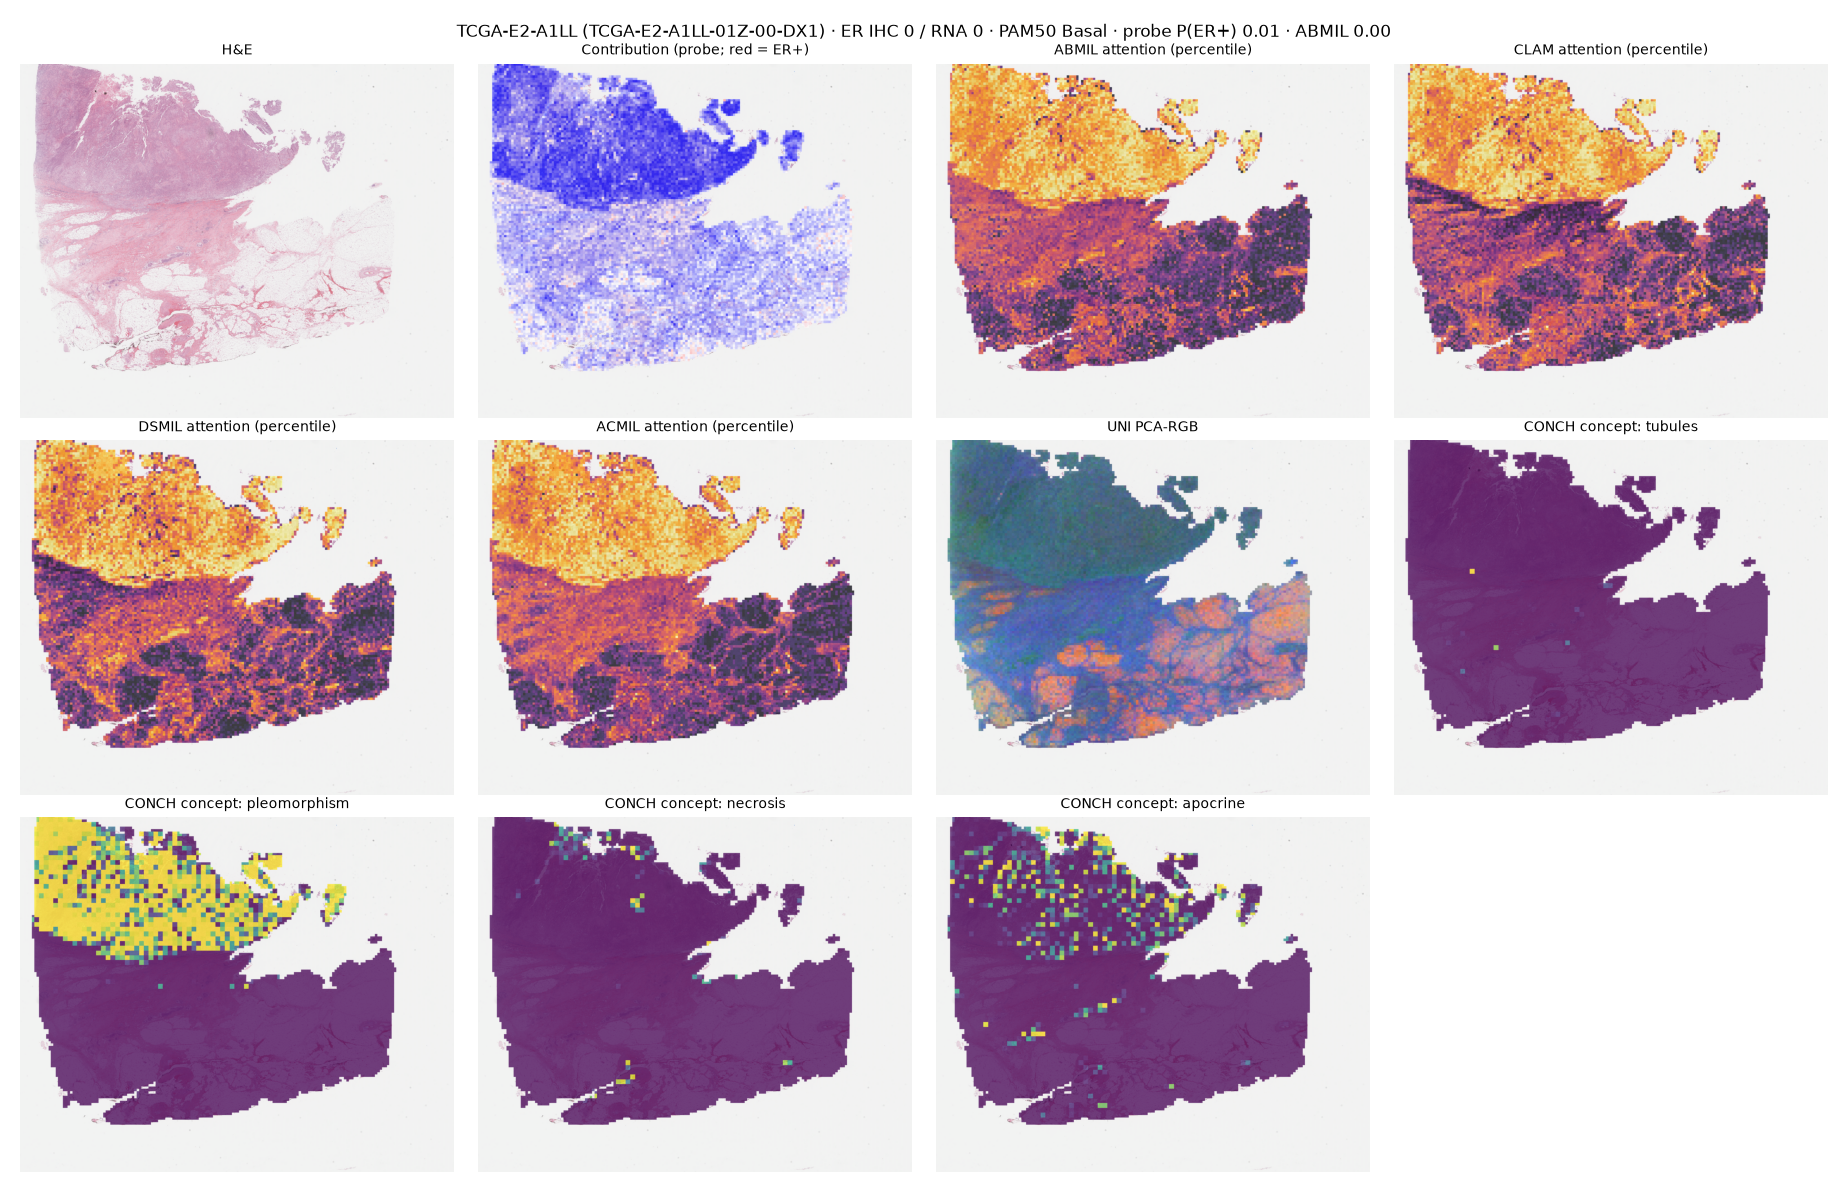 TCGA-E2-A1LL (TCGA-E2-A1LL-01Z-00-DX1) · ER IHC 0 / RNA 0 · PAM50 Basal · probe P(ER+) 0.01 · ABMIL 0.00
H&E
Contribution (probe; red = ER+)
ABMIL attention (percentile)
CLAM attention (percentile)
DSMIL attention (percentile)
ACMIL attention (percentile)
UNI PCA-RGB
CONCH concept: tubules
CONCH concept: pleomorphism
CONCH concept: necrosis
CONCH concept: apocrine